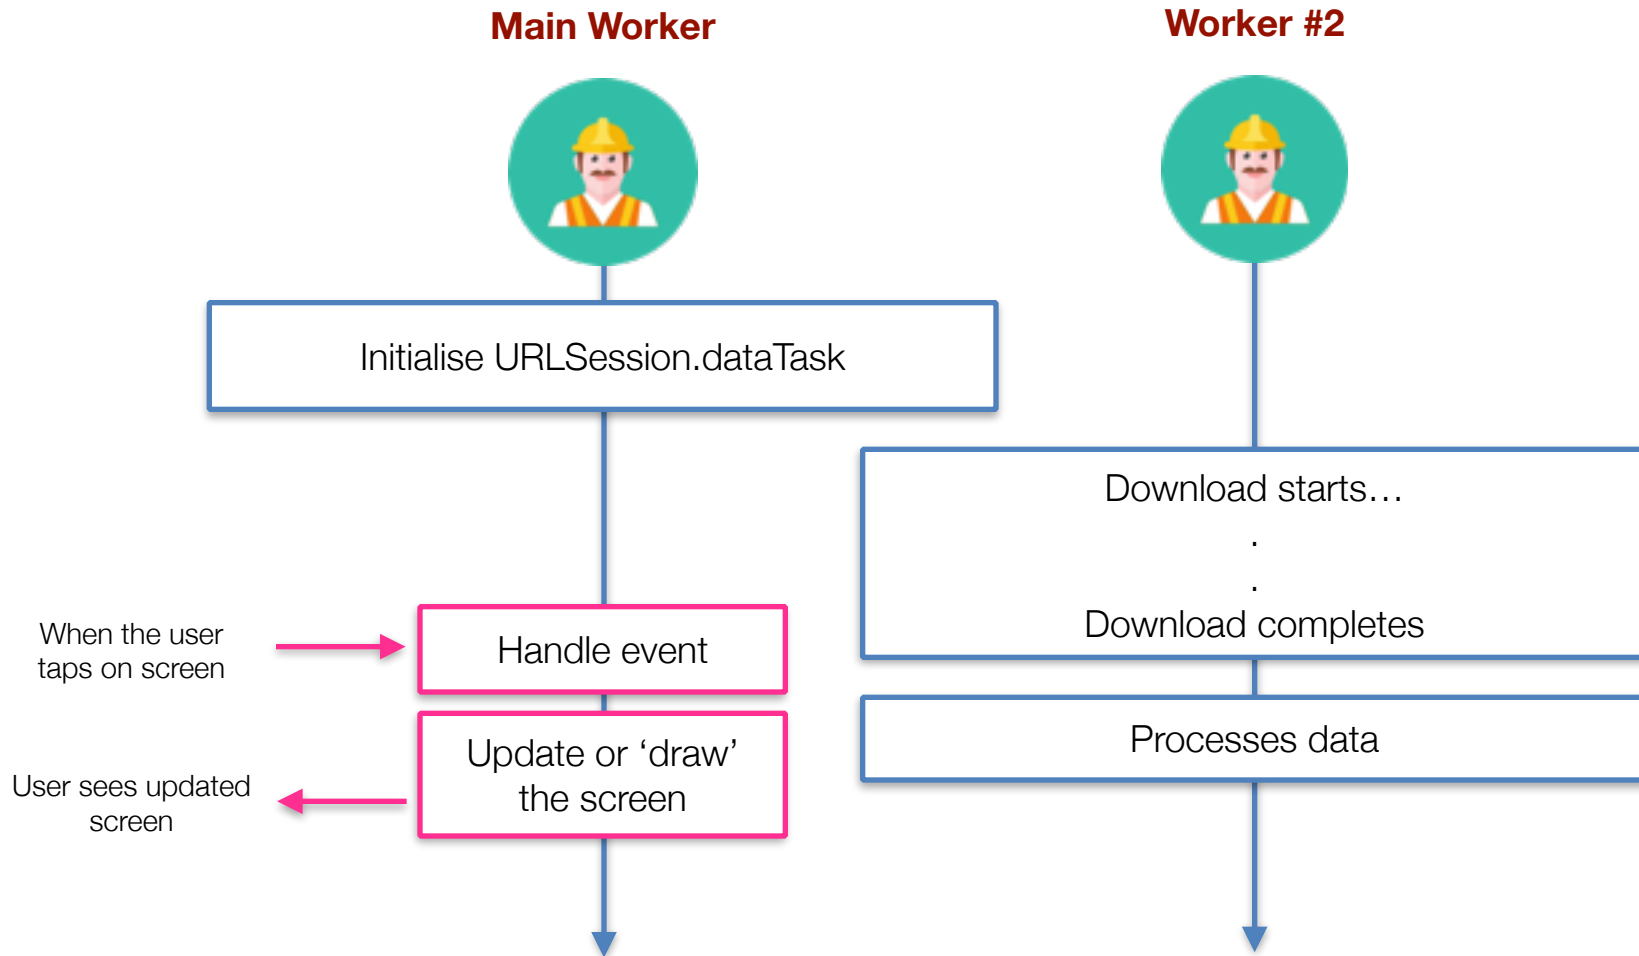 Main Worker
Worker #2
Initialise URLSession.dataTask
Download starts…
.
.
Download completes
When the user
taps on screen
Handle event
Processes data
Update or ‘draw’
the screen
User sees updated
screen